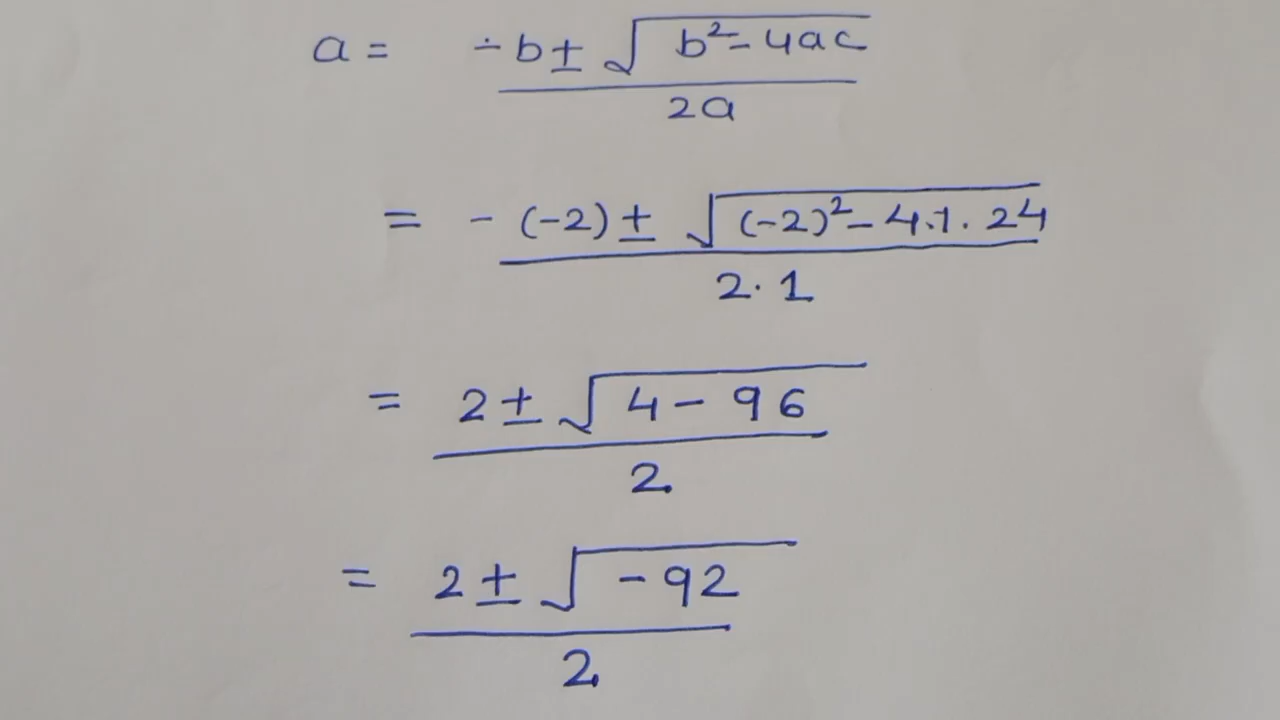 a = -b ± √(b² - 4ac) / 2a
= -(-2) ± √((-2)² - 4.1.24) / 2.1
= 2 ± √(4 - 96) / 2
= 2 ± √(-92) / 2